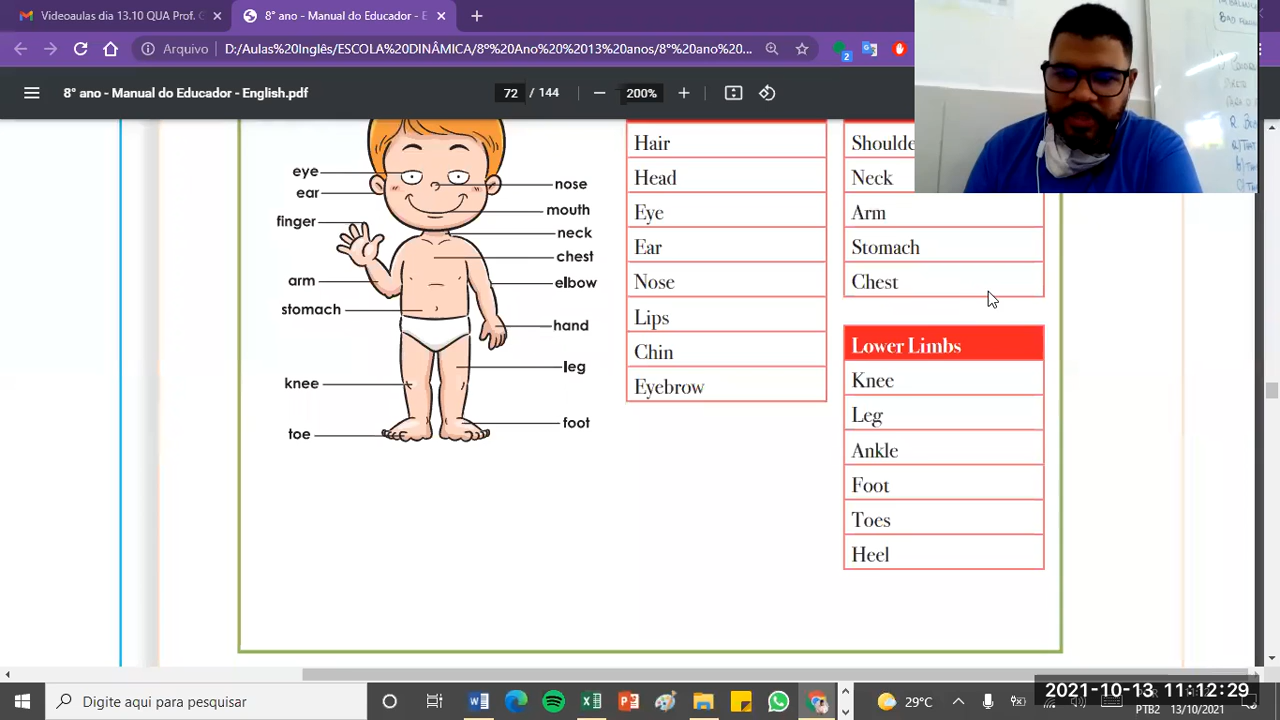 Videoaulas dia 13.10 QUA Prof. G
8° ano - Manual do Educador - E
Arquivo
D:/Aulas%20Inglês/ESCOLA%20DINÂMICA/8º%20Ano%20%2013%20anos/8°%20ano%20...
2
8° ano - Manual do Educador - English.pdf
72 / 144
200%
eye
ear
finger
arm
stomach
knee
toe
nose
mouth
neck
chest
elbow
hand
leg
foot
Hair
Head
Eye
Ear
Nose
Lips
Chin
Eyebrow
Shoulde
Neck
Arm
Stomach
Chest
Lower Limbs
Knee
Leg
Ankle
Foot
Toes
Heel
Digite aqui para pesquisar
29°C
2021-10-13 11:12:29
PTB2
13/10/2021